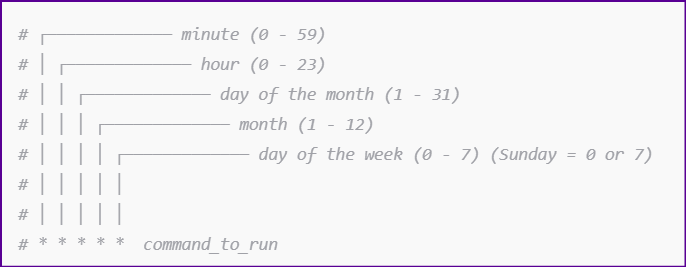 # ┌───────────── minute (0 - 59)
# │ ┌───────────── hour (0 - 23)
# │ │ ┌───────────── day of the month (1 - 31)
# │ │ │ ┌───────────── month (1 - 12)
# │ │ │ │ ┌───────────── day of the week (0 - 7) (Sunday = 0 or 7)
# │ │ │ │ │
# │ │ │ │ │
# * * * * *  command_to_run